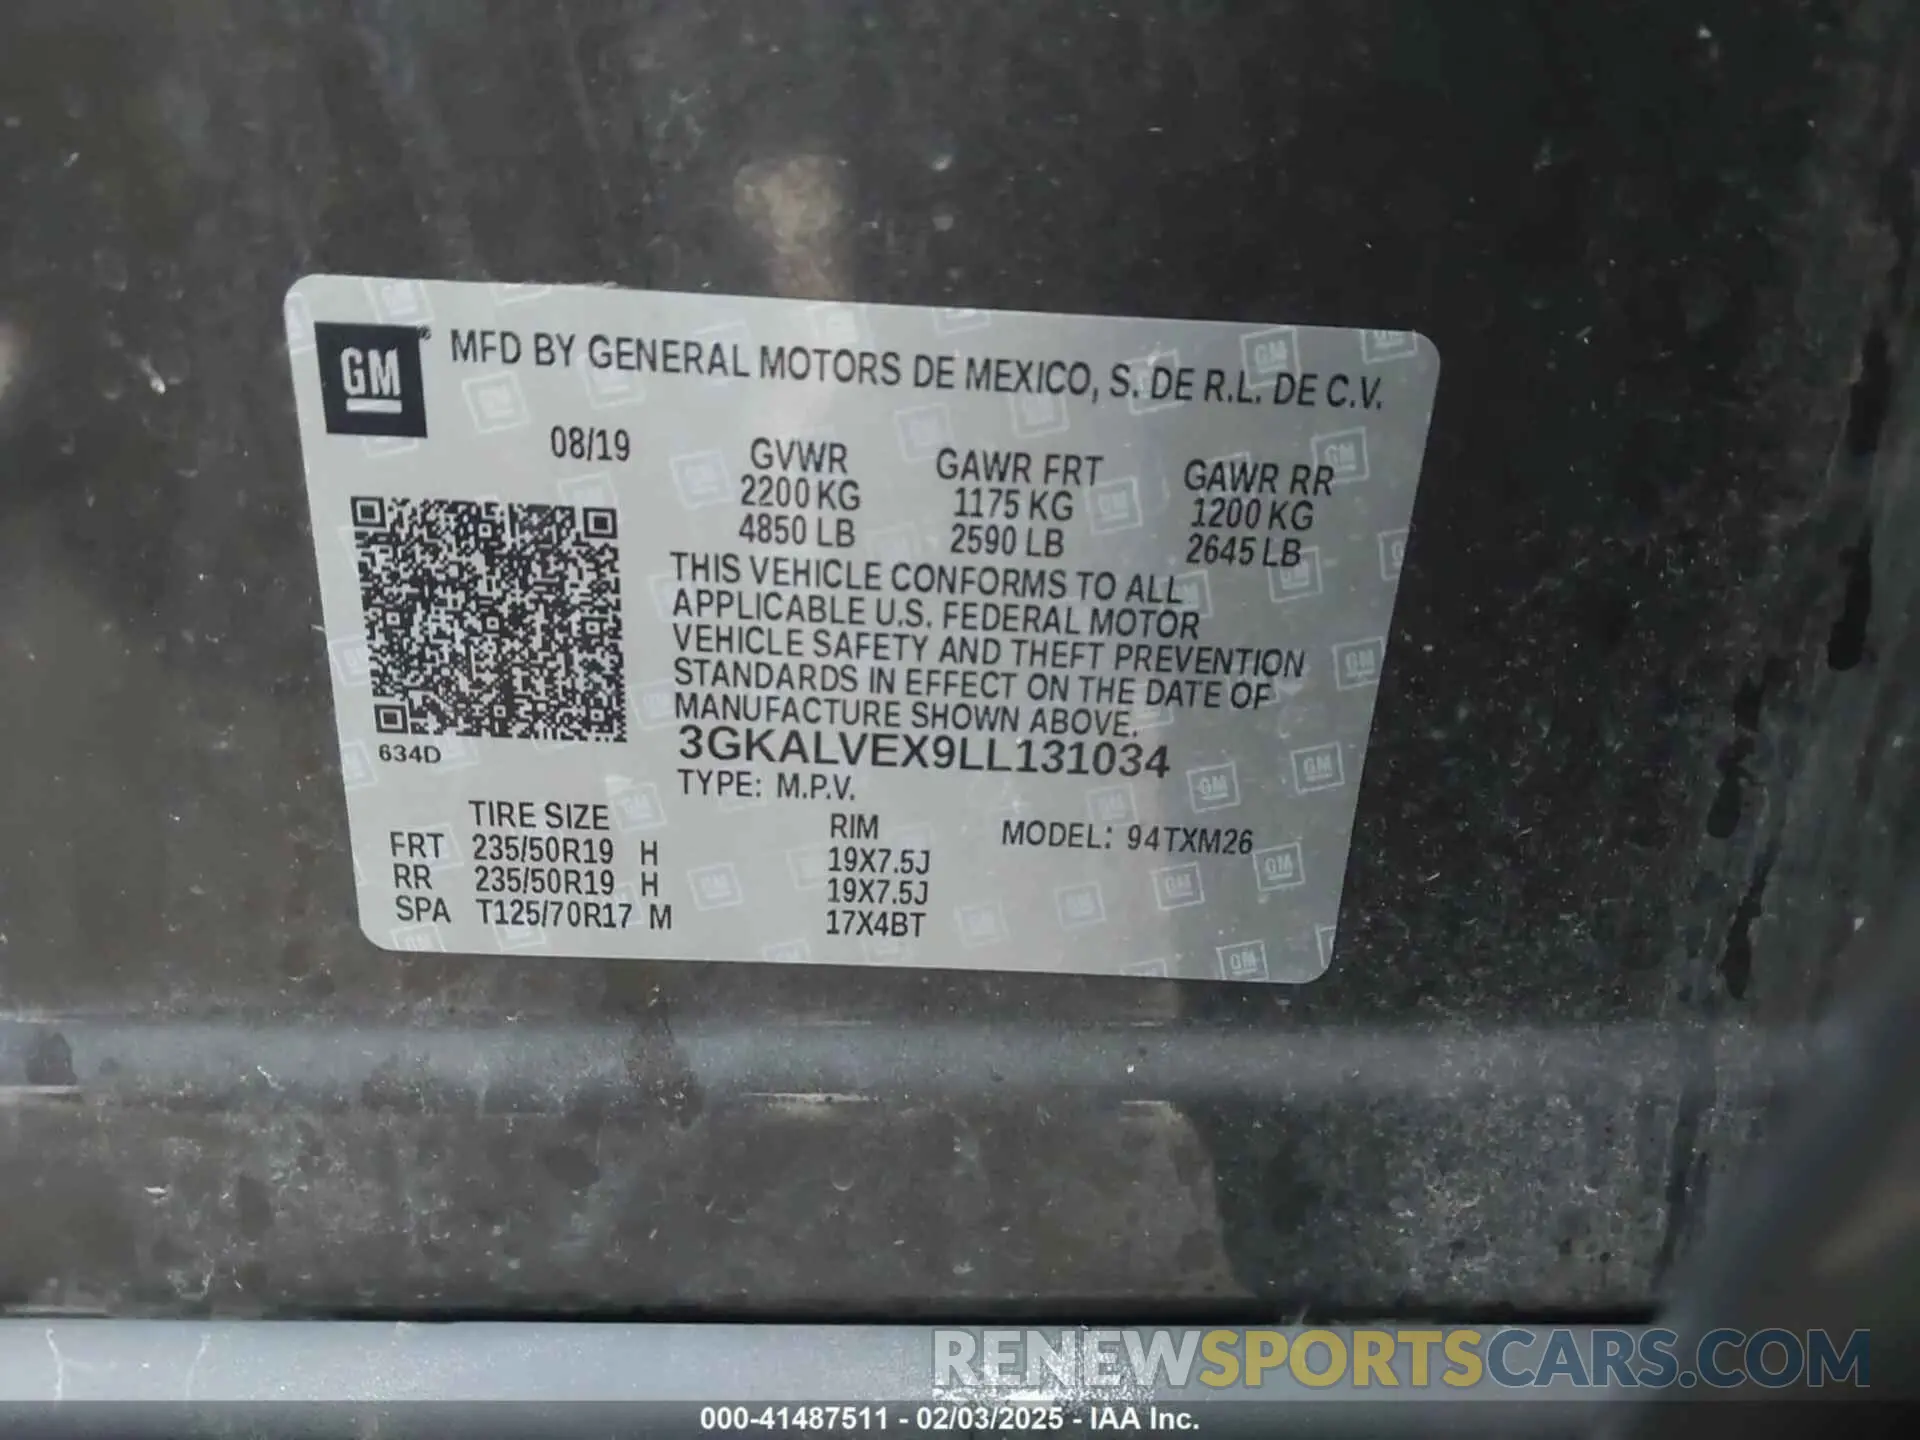 GM® MFD BY GENERAL MOTORS DE MEXICO, S. DE R.L. DE C.V.
08/19 GVWR GAWR FRT GAWR RR
2200 KG 1175 KG 1200 KG
4850 LB 2590 LB 2645 LB
THIS VEHICLE CONFORMS TO ALL
APPLICABLE U.S. FEDERAL MOTOR
VEHICLE SAFETY AND THEFT PREVENTION
STANDARDS IN EFFECT ON THE DATE OF
MANUFACTURE SHOWN ABOVE.
634D 3GKALVEX9LL131034
TYPE: M.P.V.
TIRE SIZE RIM MODEL: 94TXM26
FRT 235/50R19 H 19X7.5J
RR 235/50R19 H 19X7.5J
SPA T125/70R17 M 17X4BT
RENEWSPORTSCARS.COM
000-41487511 - 02/03/2025 - IAA Inc.